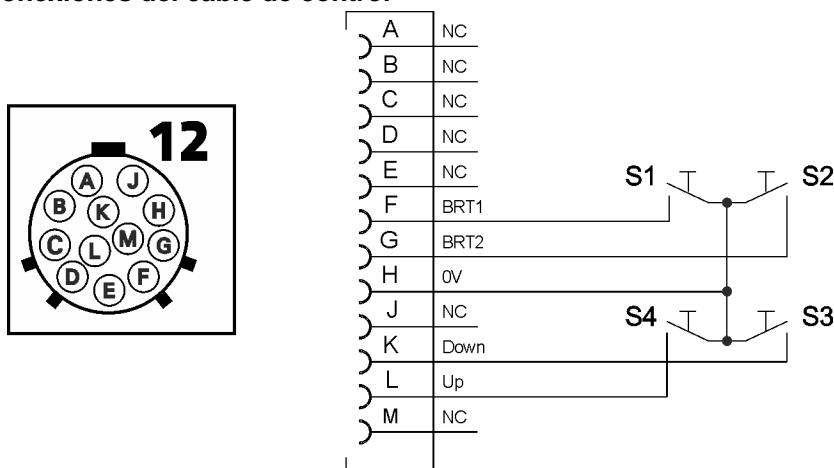 onexiones del cable de control
12
A
J
B
K
H
C
L
M
G
D
F
E
A NC
B NC
C NC
D NC
E NC
F BRT1
G BRT2
H 0V
J NC
K Down
L Up
M NC
S1
S2
S4
S3